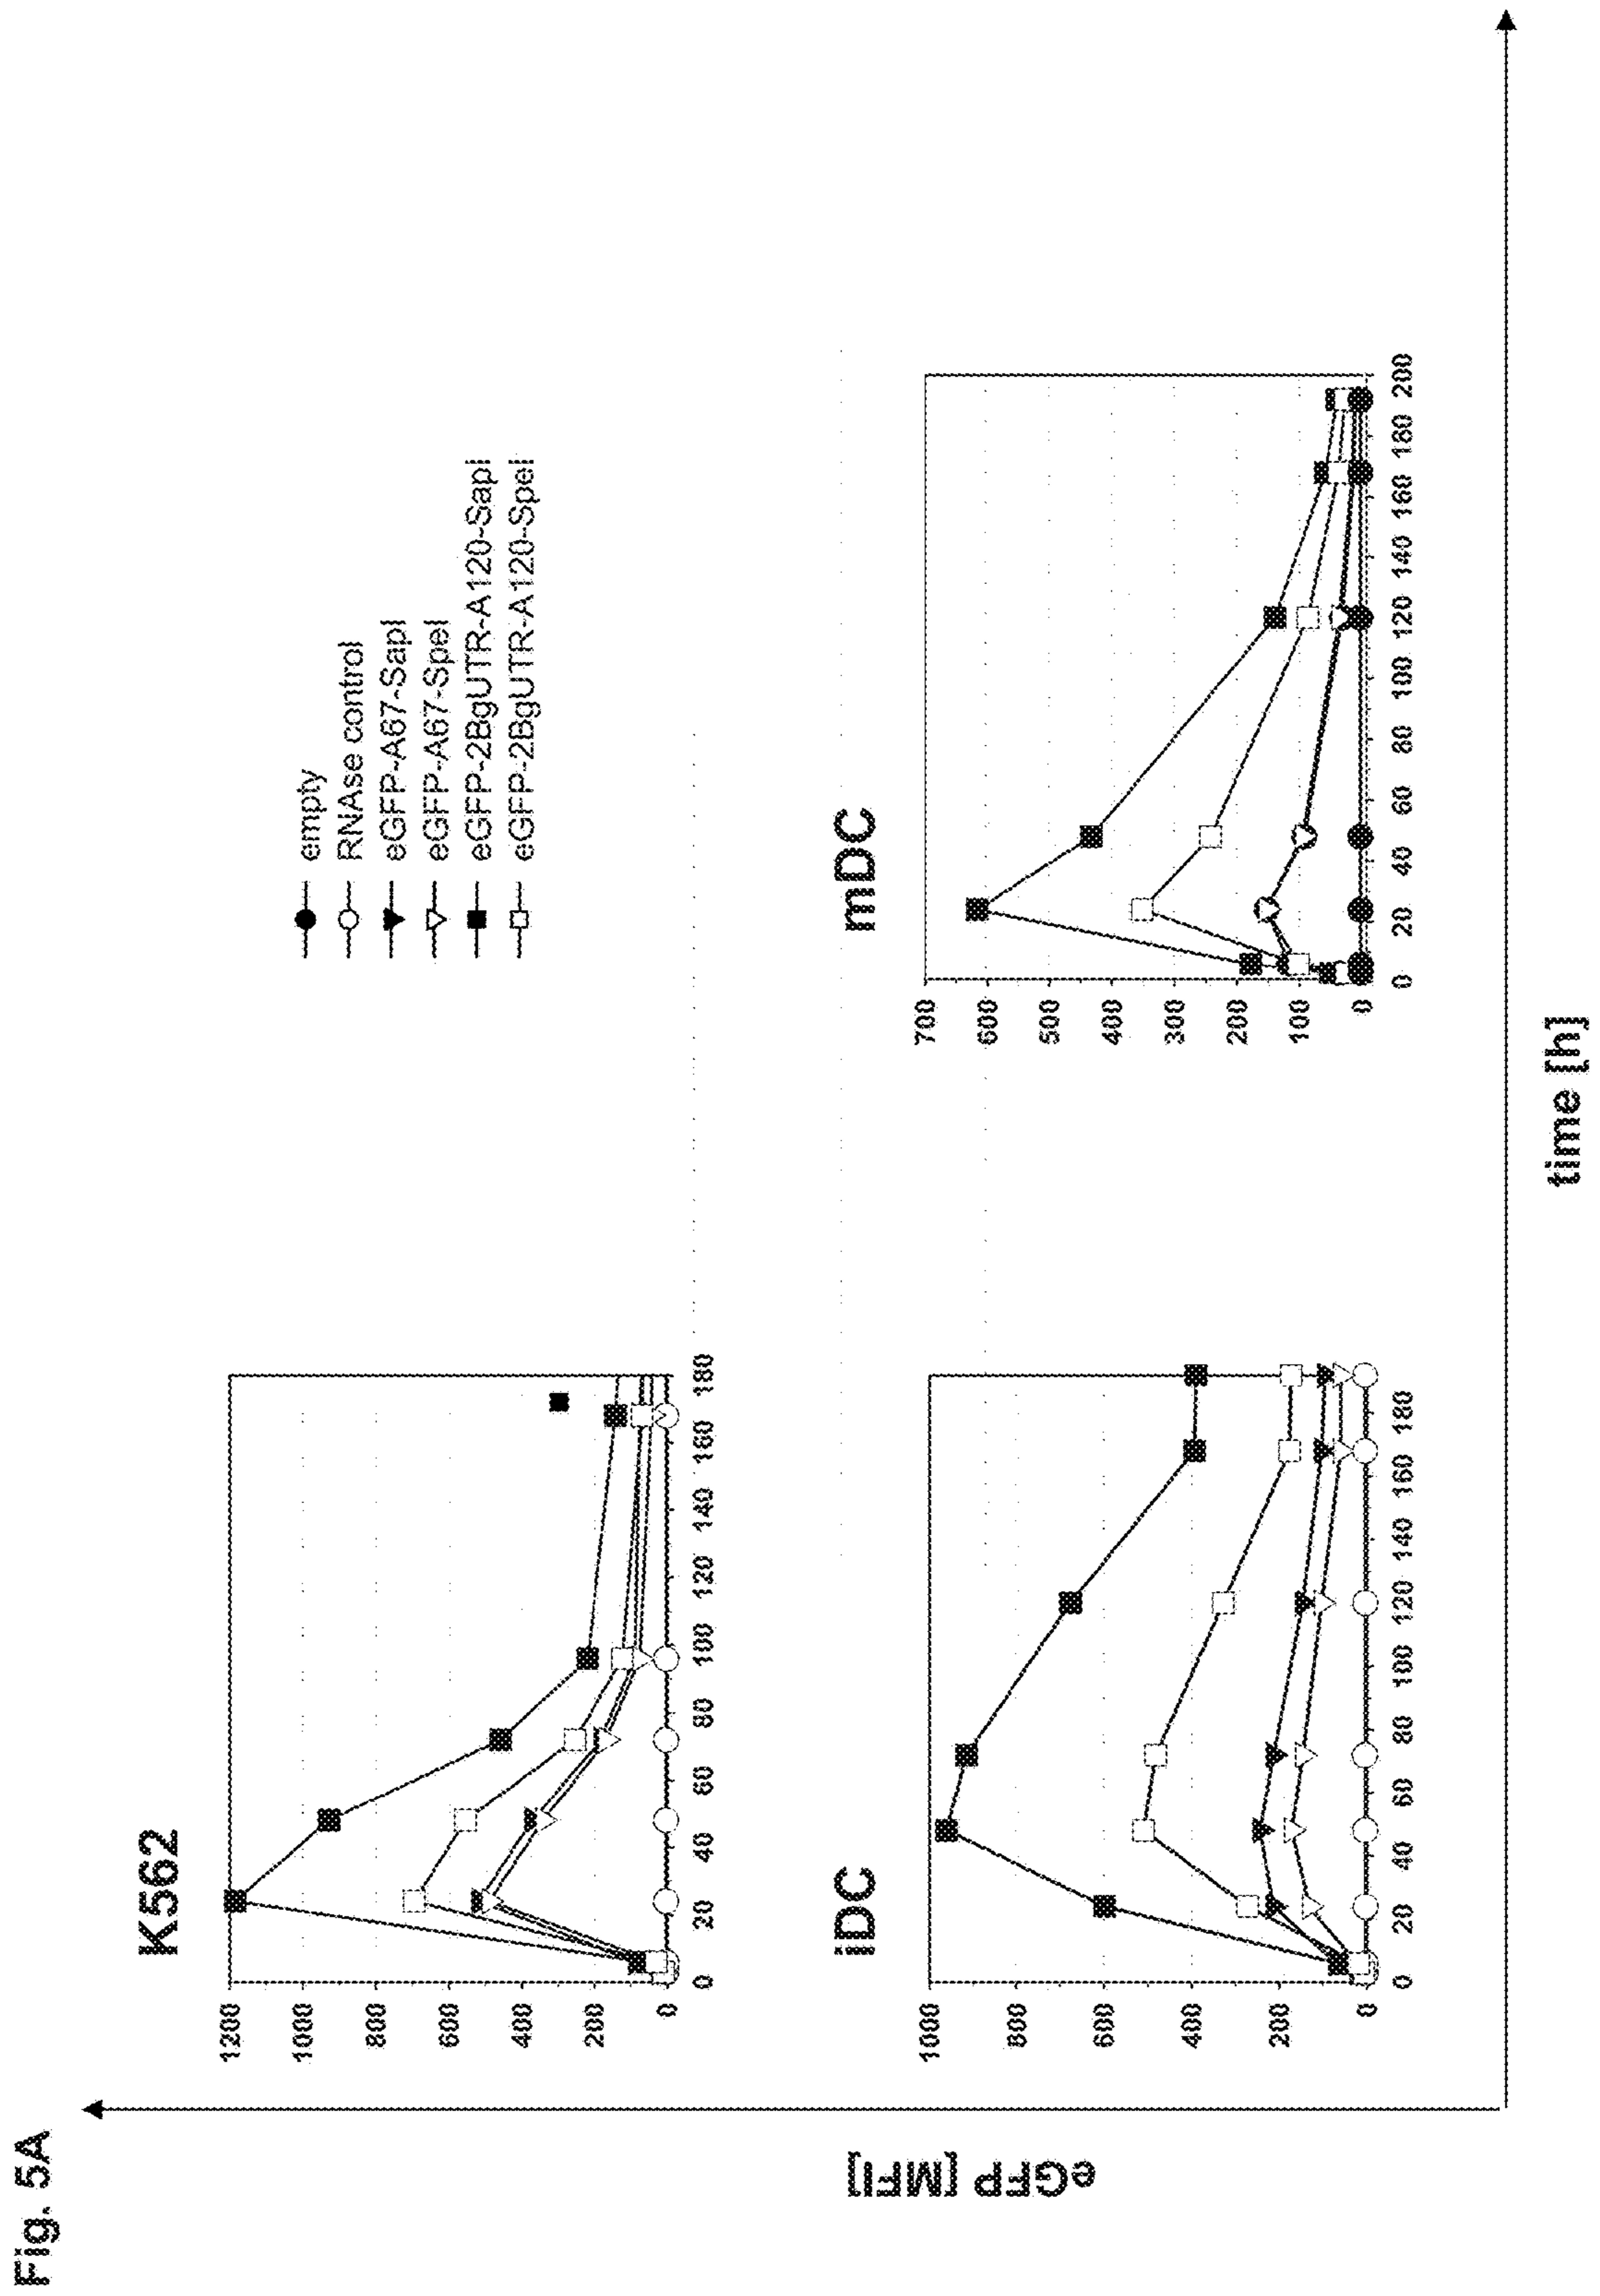 Fig. 5A
eGFP [MFI]
K562
1200
1000
800
600
400
200
0
0 20 40 60 80 100 120 140 160 180
empty
RNAse control
eGFP-A67-SapI
eGFP-A67-SpeI
eGFP-2BgUTR-A120-SapI
eGFP-2BgUTR-A120-SpeI
iDC
1000
800
600
400
200
0
0 20 40 60 80 100 120 140 160 180
mDC
700
600
500
400
300
200
100
0
0 20 40 60 80 100 120 140 160 180 200
time [h]